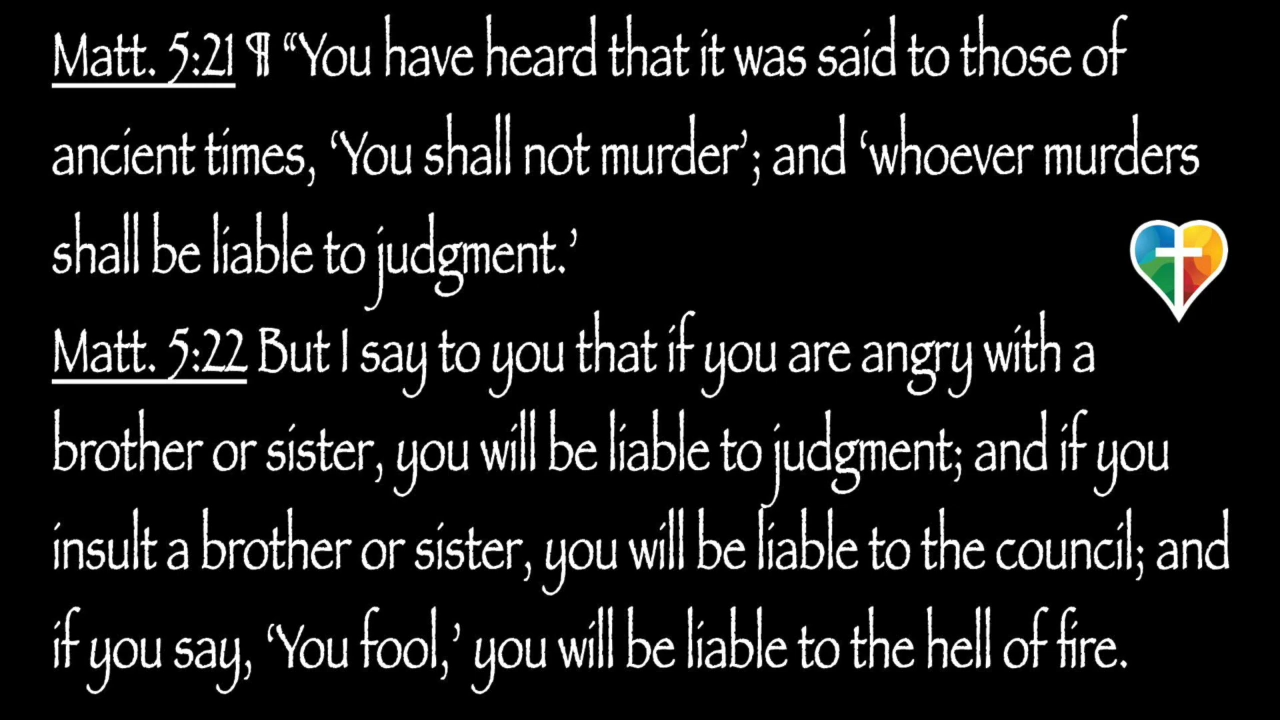 Matt. 5:21 ¶ “You have heard that it was said to those of
ancient times, ‘You shall not murder’; and ‘whoever murders
shall be liable to judgment.’
Matt. 5:22 But I say to you that if you are angry with a
brother or sister, you will be liable to judgment; and if you
insult a brother or sister, you will be liable to the council; and
if you say, ‘You fool,’ you will be liable to the hell of fire.